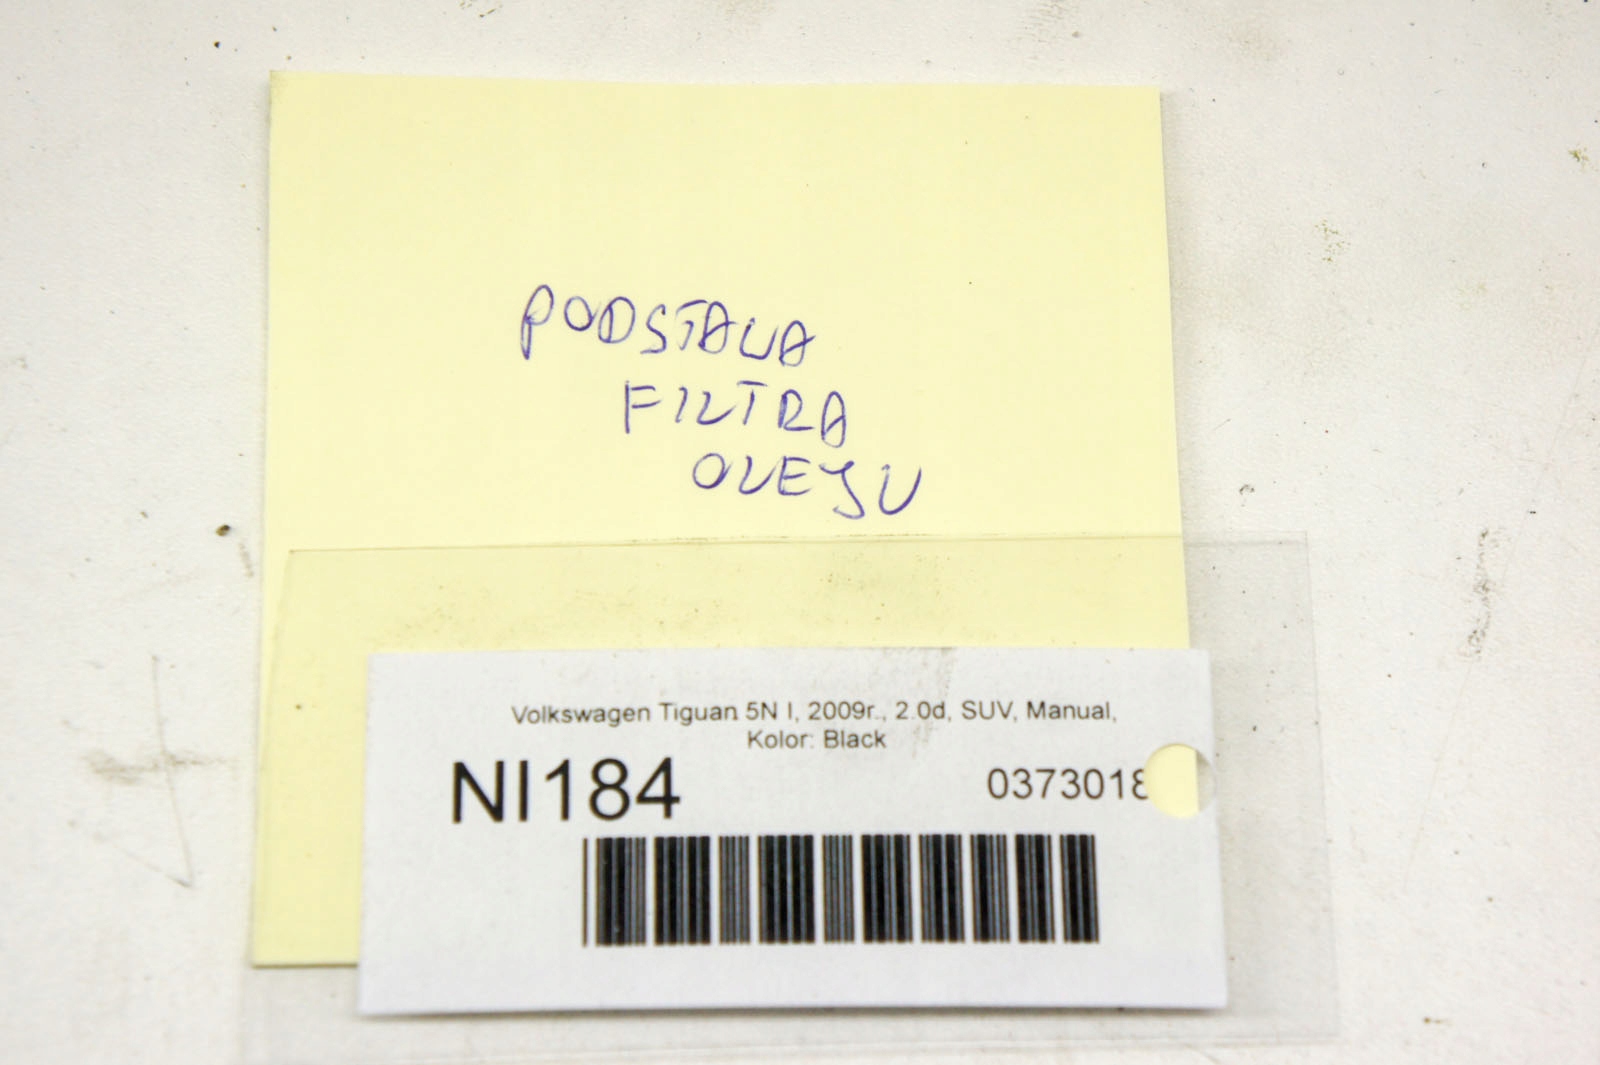 PODSTAWA
FILTRA
OLEJU
Volkswagen Tiguan 5N I, 2009r., 2.0d, SUV, Manual,
Kolor: Black
NI184
0373018